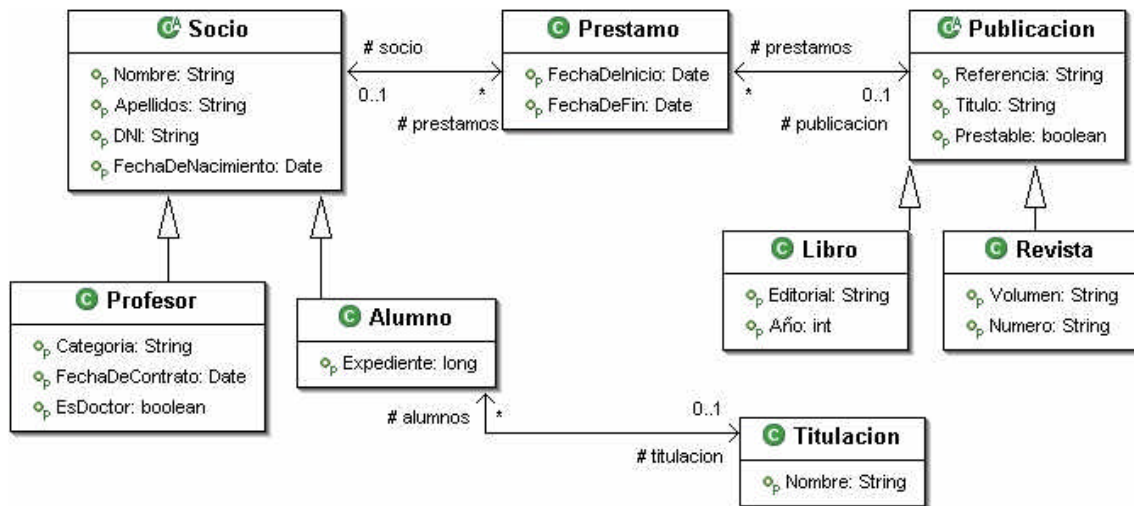 Socio
Nombre: String
Apellidos: String
DNI: String
FechaDeNacimiento: Date
# socio
0..1
*
# prestamos
Prestamo
FechaDeInicio: Date
FechaDeFin: Date
# prestamos
*
0..1
# publicacion
Publicacion
Referencia: String
Titulo: String
Prestable: boolean
Profesor
Categoria: String
FechaDeContrato: Date
EsDoctor: boolean
Alumno
Expediente: long
Libro
Editorial: String
Año: int
Revista
Volumen: String
Numero: String
# alumnos
*
0..1
# titulacion
Titulacion
Nombre: String